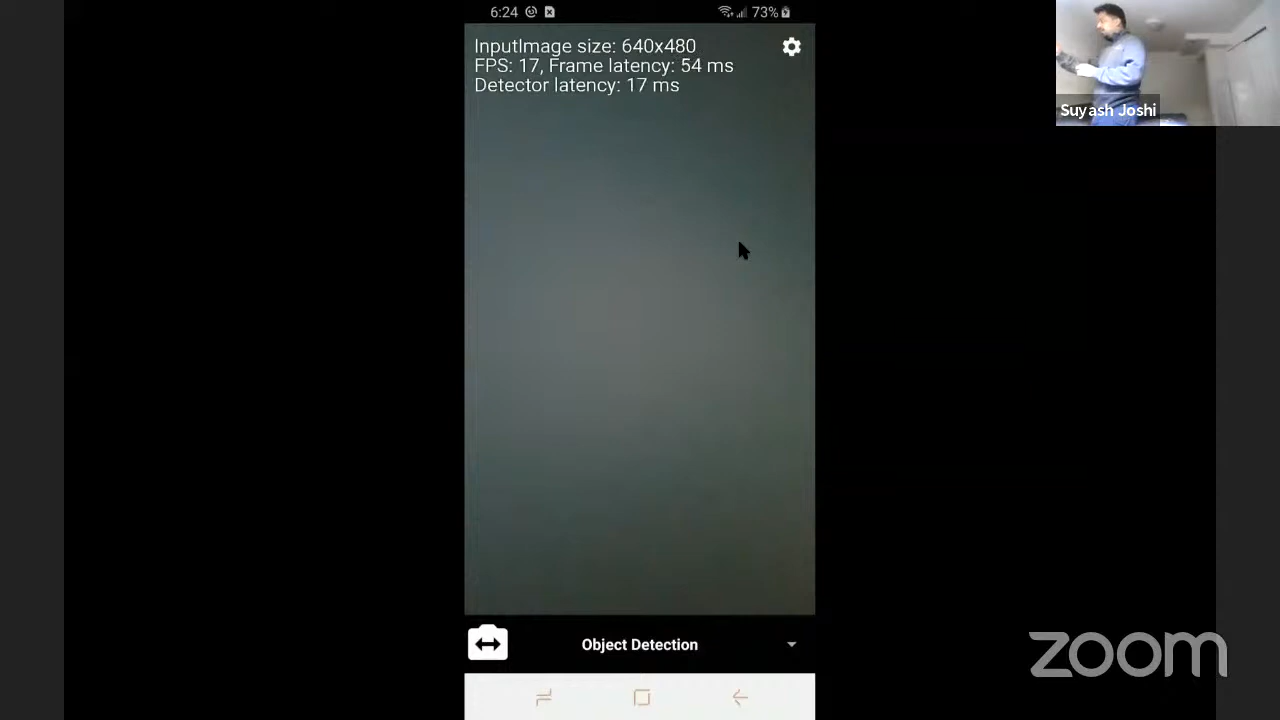 6:24
73%
InputImage size: 640x480
FPS: 17, Frame latency: 54 ms
Detector latency: 17 ms
Suyash Joshi
Object Detection
zoom